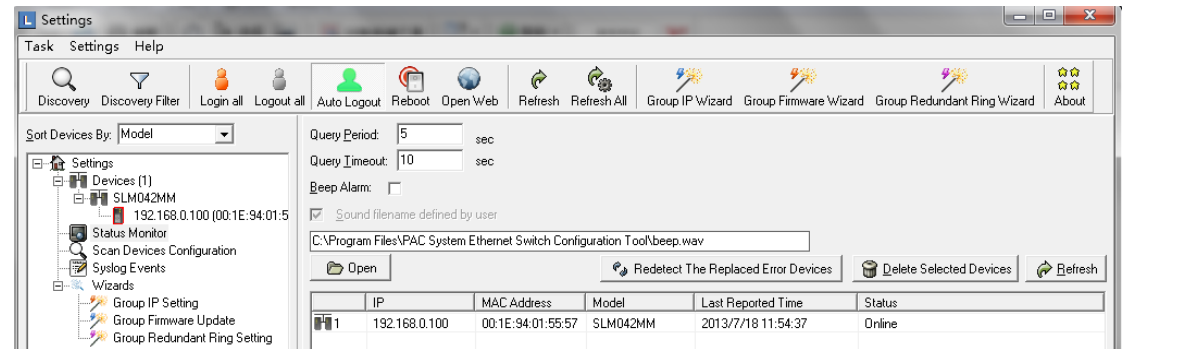 L Settings
Task Settings Help
Discovery Discovery Filter Login all Logout all Auto Logout Reboot Open Web Refresh Refresh All Group IP Wizard Group Firmware Wizard Group Redundant Ring Wizard About
Sort Devices By: Model
Settings
Devices (1)
SLM042MM
192.168.0.100 (00:1E:94:01:5
Status Monitor
Scan Devices Configuration
Syslog Events
Wizards
Group IP Setting
Group Firmware Update
Group Redundant Ring Setting
Query Period: 5 sec
Query Timeout: 10 sec
Beep Alarm:
Sound filename defined by user
C:\Program Files\PAC System Ethernet Switch Configuration Tool\beep.wav
Open Redetect The Replaced Error Devices Delete Selected Devices Refresh
IP MAC Address Model Last Reported Time Status
1 192.168.0.100 00:1E:94:01:55:57 SLM042MM 2013/7/18 11:54:37 Online